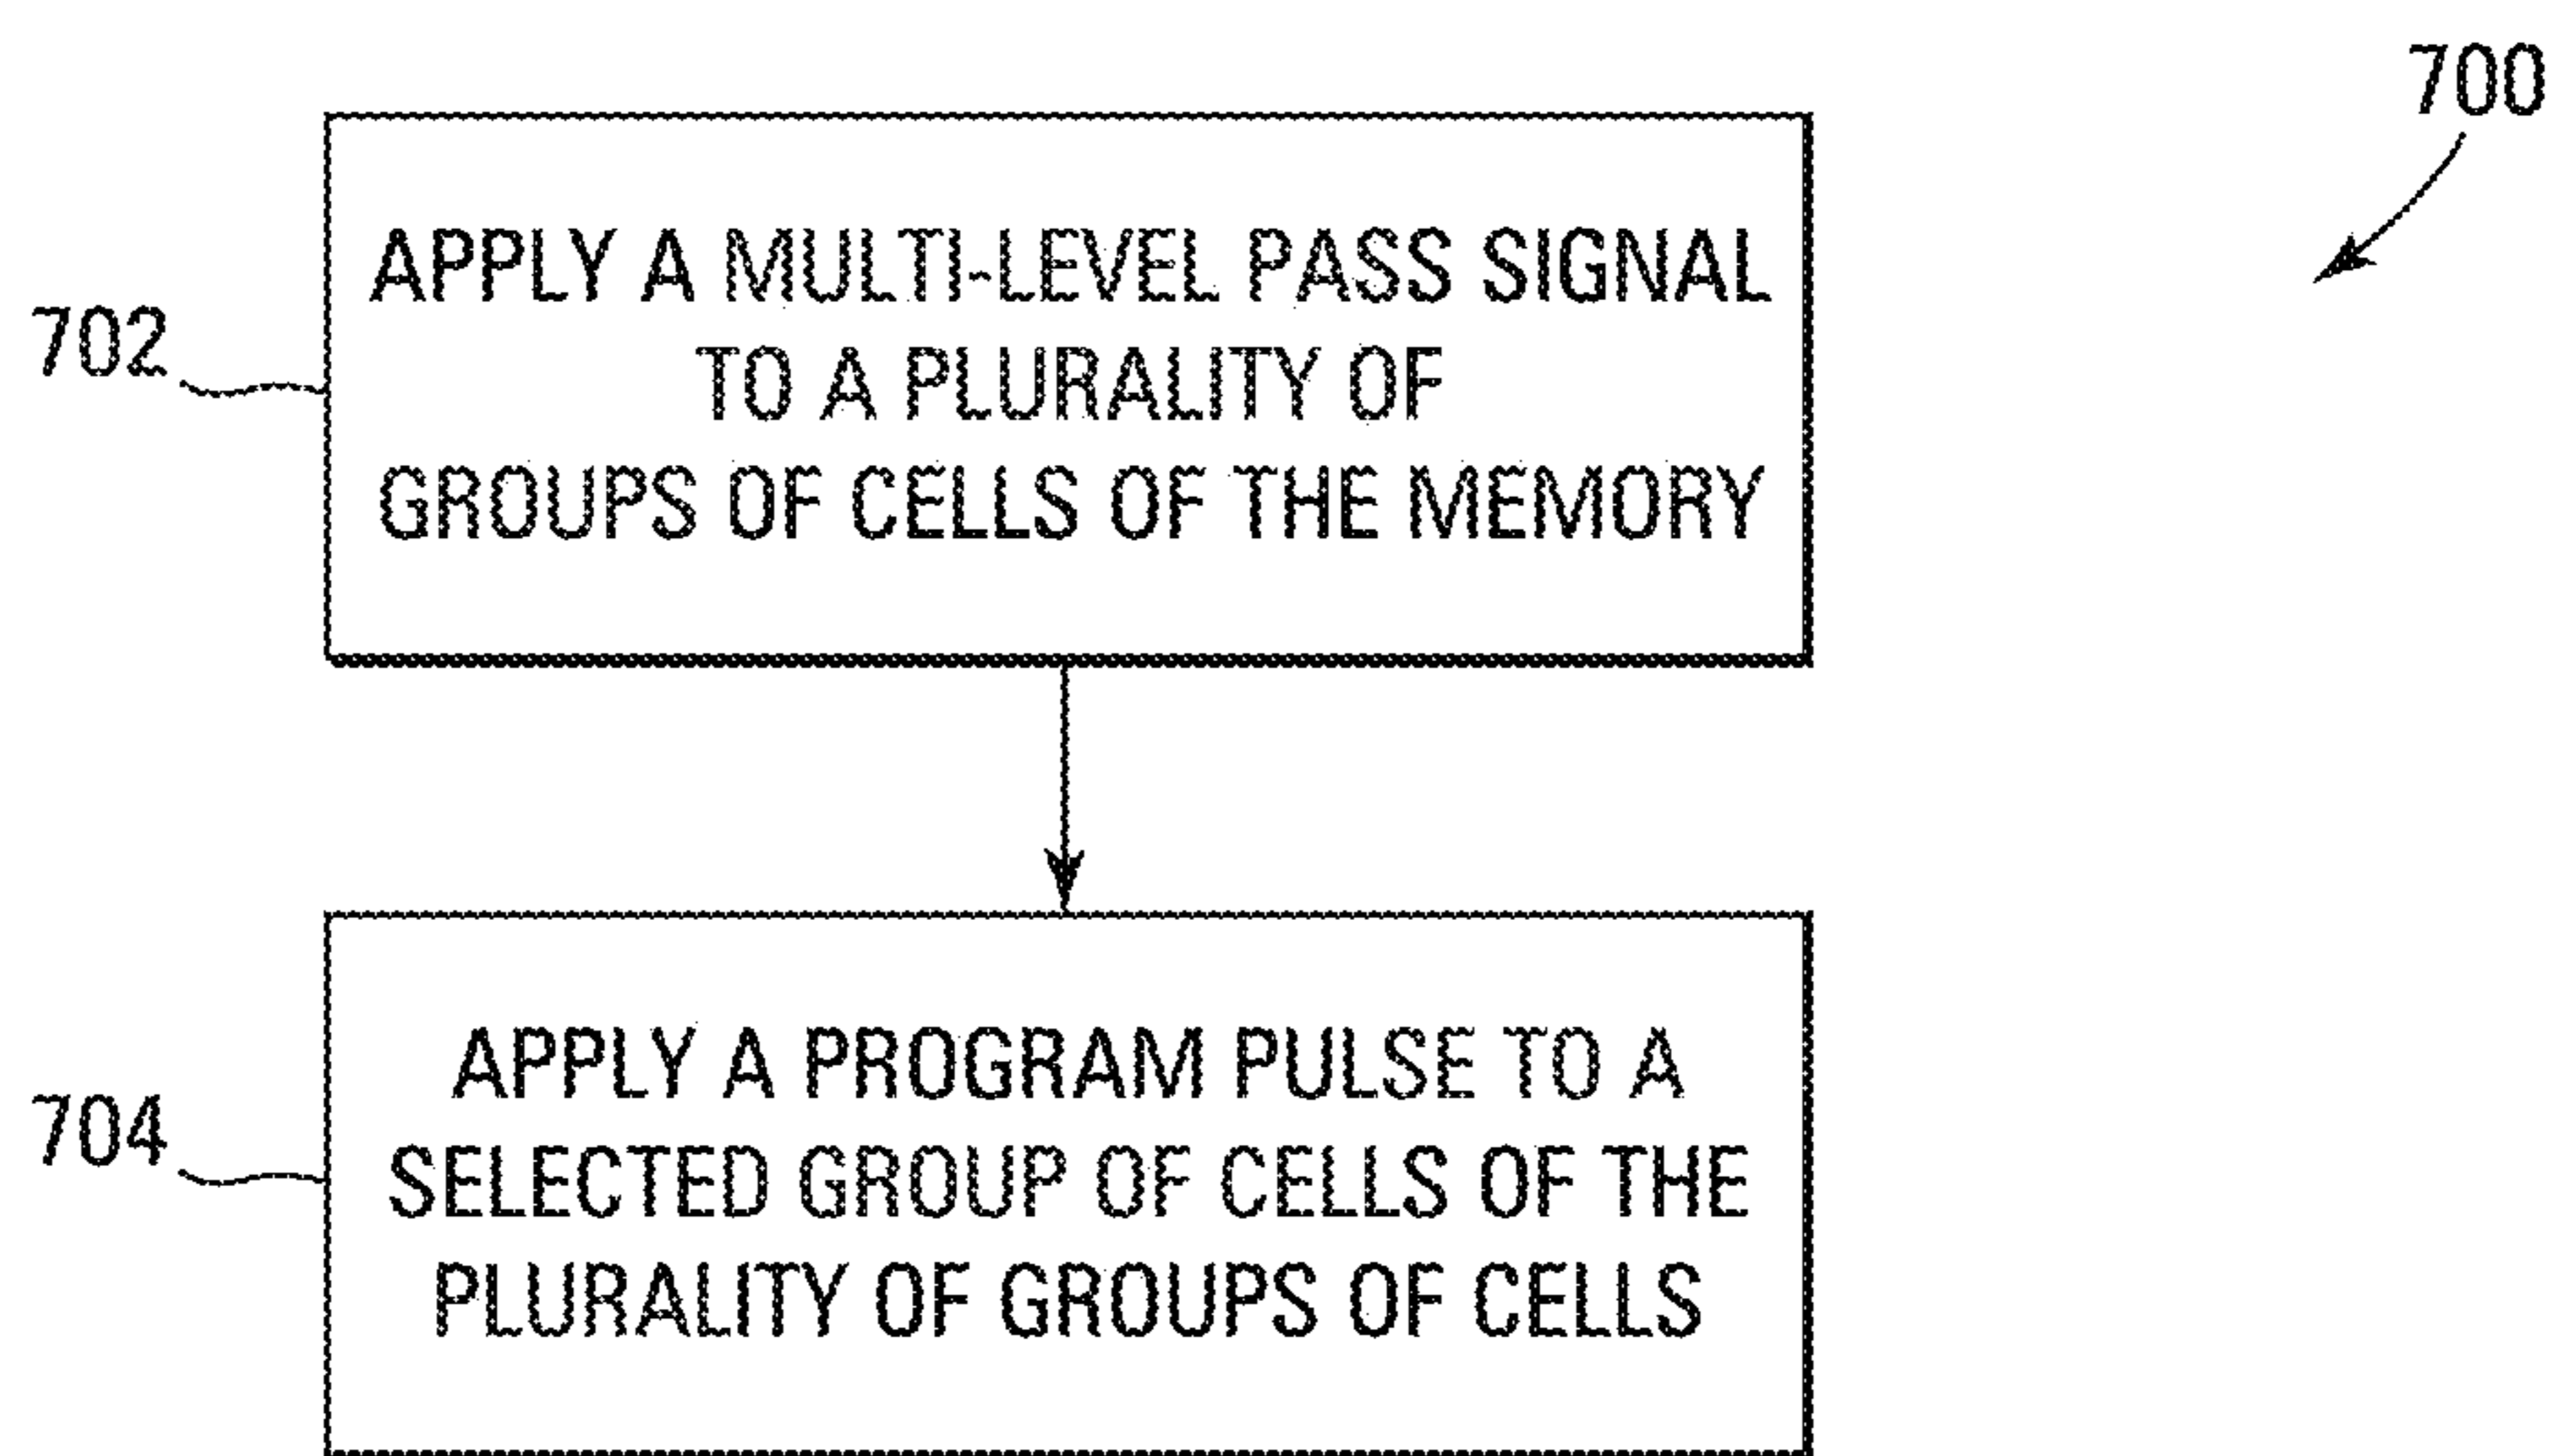 700
702
APPLY A MULTI-LEVEL PASS SIGNAL
TO A PLURALITY OF
GROUPS OF CELLS OF THE MEMORY
704
APPLY A PROGRAM PULSE TO A
SELECTED GROUP OF CELLS OF THE
PLURALITY OF GROUPS OF CELLS